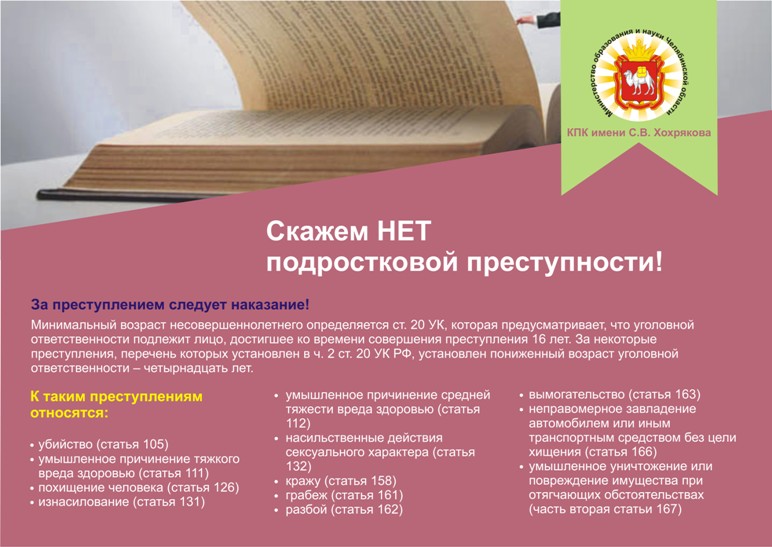 Министерство образования и науки Челябинской области
КПК имени С.В. Хохрякова
Скажем НЕТ
подростковой преступности!
За преступлением следует наказание!
Минимальный возраст несовершеннолетнего определяется ст. 20 УК, которая предусматривает, что уголовной
ответственности подлежит лицо, достигшее ко времени совершения преступления 16 лет. За некоторые
преступления, перечень которых установлен в ч. 2 ст. 20 УК РФ, установлен пониженный возраст уголовной
ответственности – четырнадцать лет.
К таким преступлениям
относятся:
• убийство (статья 105)
• умышленное причинение тяжкого
вреда здоровью (статья 111)
• похищение человека (статья 126)
• изнасилование (статья 131)
• умышленное причинение средней
тяжести вреда здоровью (статья
112)
• насильственные действия
сексуального характера (статья
132)
• кражу (статья 158)
• грабеж (статья 161)
• разбой (статья 162)
• вымогательство (статья 163)
• неправомерное завладение
автомобилем или иным
транспортным средством без цели
хищения (статья 166)
• умышленное уничтожение или
повреждение имущества при
отягчающих обстоятельствах
(часть вторая статьи 167)